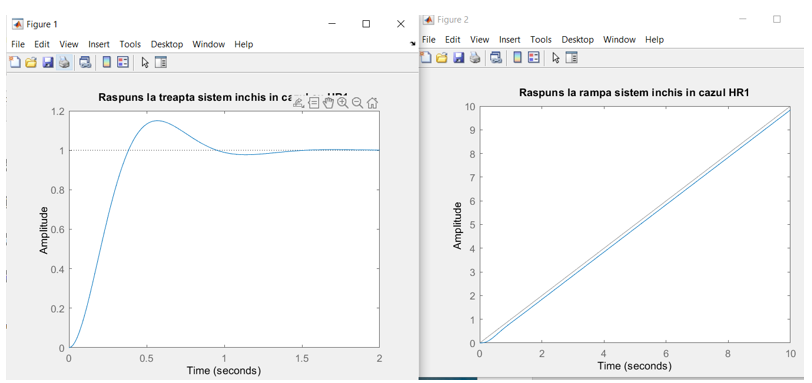 Figure 1
File Edit View Insert Tools Desktop Window Help
Raspuns la treapta sistem inchis in HR1
1.2
1
0.8
0.6
0.4
0.2
0
Amplitude
0 0.5 1 1.5 2
Time (seconds)
Figure 2
File Edit View Insert Tools Desktop Window Help
Raspuns la rampa sistem inchis in cazul HR1
10
9
8
7
6
5
4
3
2
1
0
Amplitude
0 2 4 6 8 10
Time (seconds)